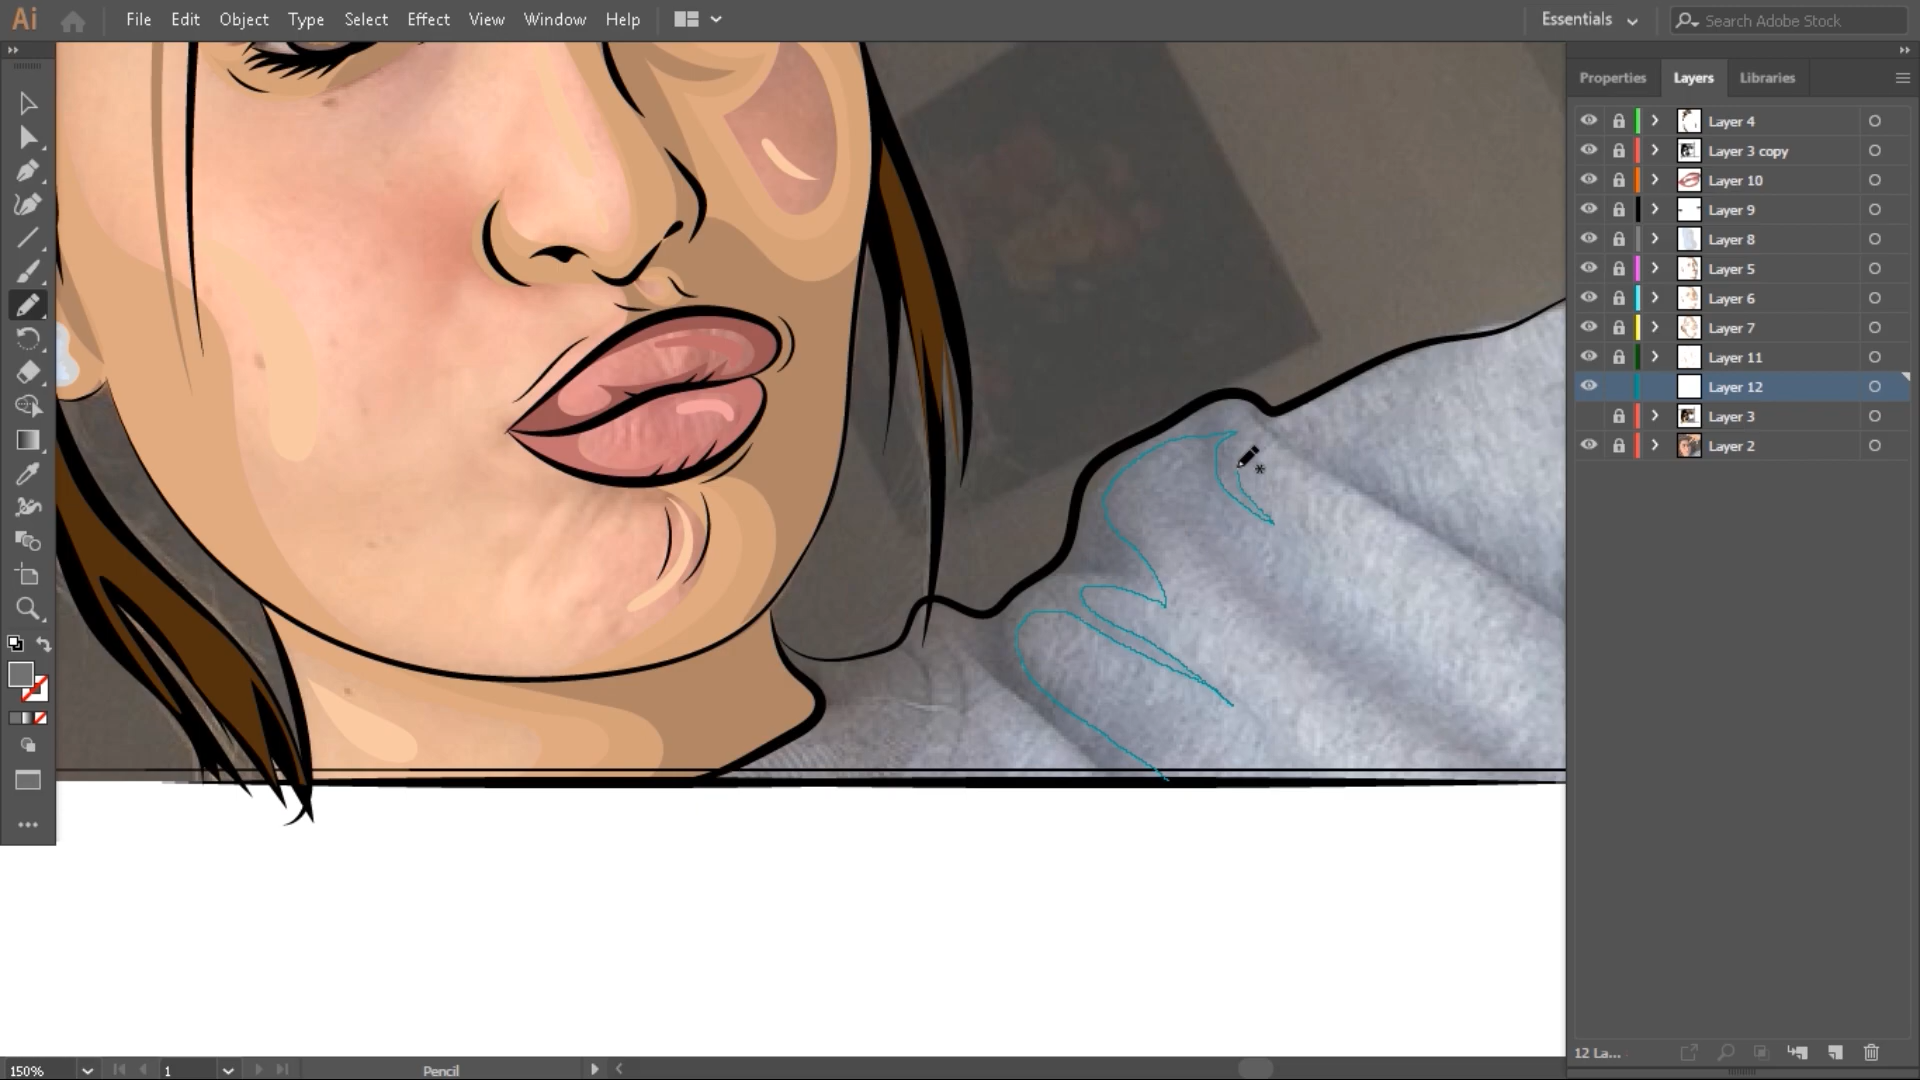 Ai File Edit Object Type Select Effect View Window Help Essentials Search Adobe Stock
Properties Layers Libraries
Layer 4
Layer 3 copy
Layer 10
Layer 9
Layer 8
Layer 5
Layer 6
Layer 7
Layer 11
Layer 12
Layer 3
Layer 2
12 La...
150% 1 Pencil